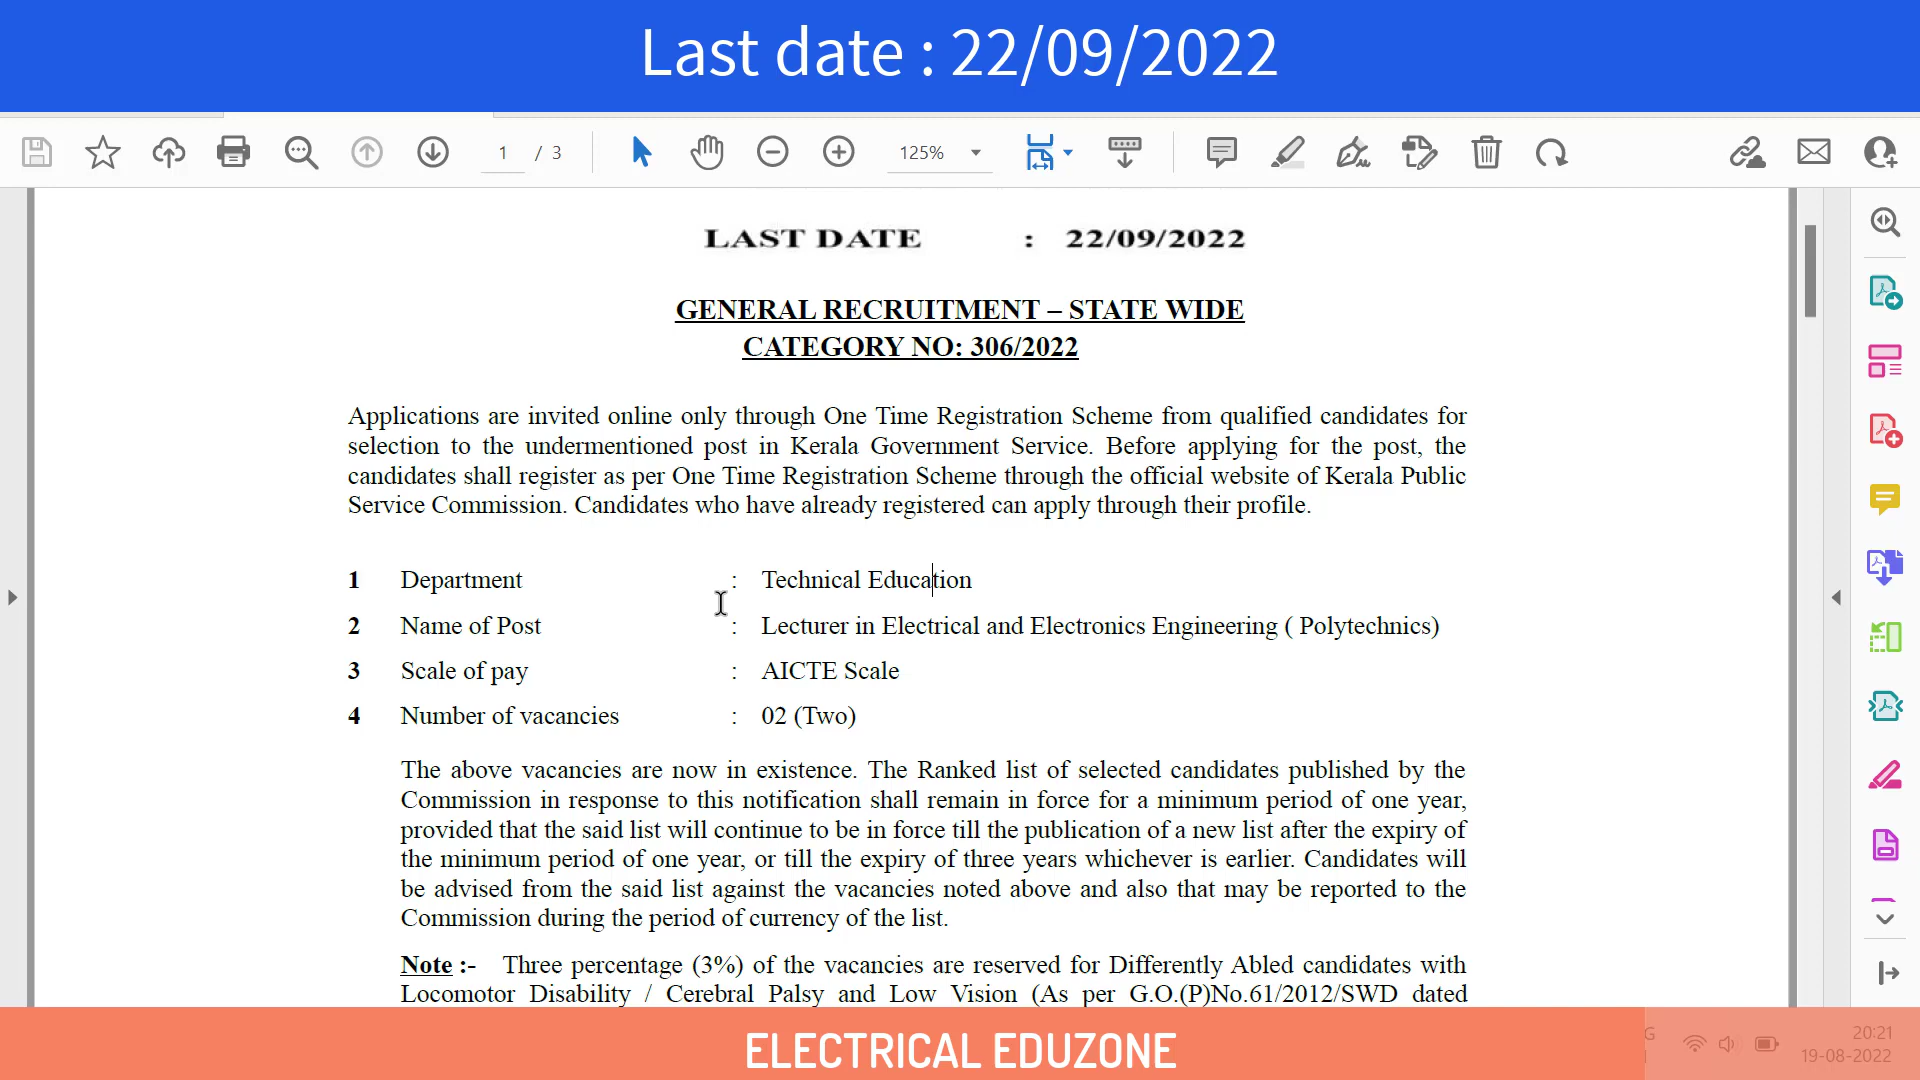 Last date : 22/09/2022
1 / 3
125%
LAST DATE : 22/09/2022
GENERAL RECRUITMENT – STATE WIDE
CATEGORY NO: 306/2022
Applications are invited online only through One Time Registration Scheme from qualified candidates for
selection to the undermentioned post in Kerala Government Service. Before applying for the post, the
candidates shall register as per One Time Registration Scheme through the official website of Kerala Public
Service Commission. Candidates who have already registered can apply through their profile.
1 Department : Technical Education
2 Name of Post : Lecturer in Electrical and Electronics Engineering ( Polytechnics)
3 Scale of pay : AICTE Scale
4 Number of vacancies : 02 (Two)
The above vacancies are now in existence. The Ranked list of selected candidates published by the
Commission in response to this notification shall remain in force for a minimum period of one year,
provided that the said list will continue to be in force till the publication of a new list after the expiry of
the minimum period of one year, or till the expiry of three years whichever is earlier. Candidates will
be advised from the said list against the vacancies noted above and also that may be reported to the
Commission during the period of currency of the list.
Note :- Three percentage (3%) of the vacancies are reserved for Differently Abled candidates with
Locomotor Disability / Cerebral Palsy and Low Vision (As per G.O.(P)No.61/2012/SWD dated
ELECTRICAL EDUZONE
20:21
19-08-2022